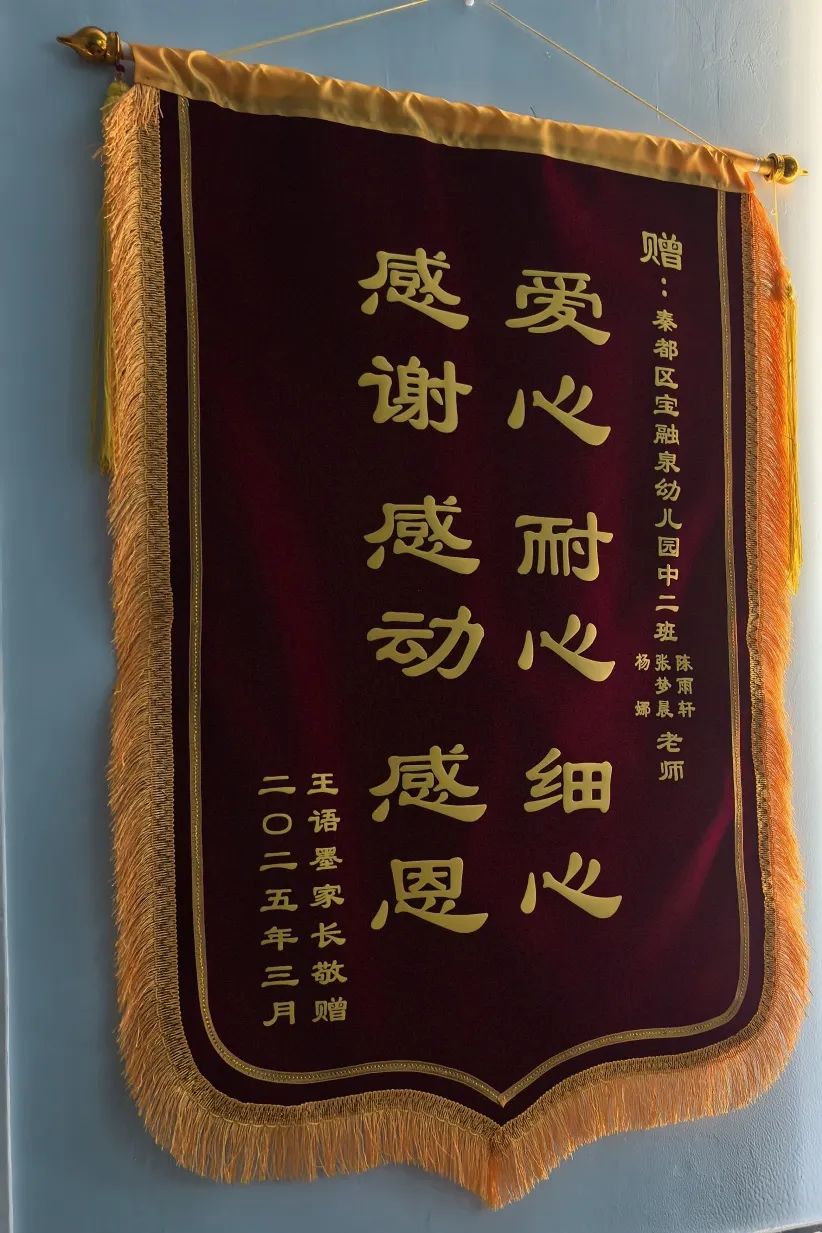 赠：秦都区宝融泉幼儿园中二班
陈雨轩
张梦晨
杨娜
老师
爱心 耐心 细心
感谢 感动 感恩
王语墨家长敬赠
二〇二五年三月